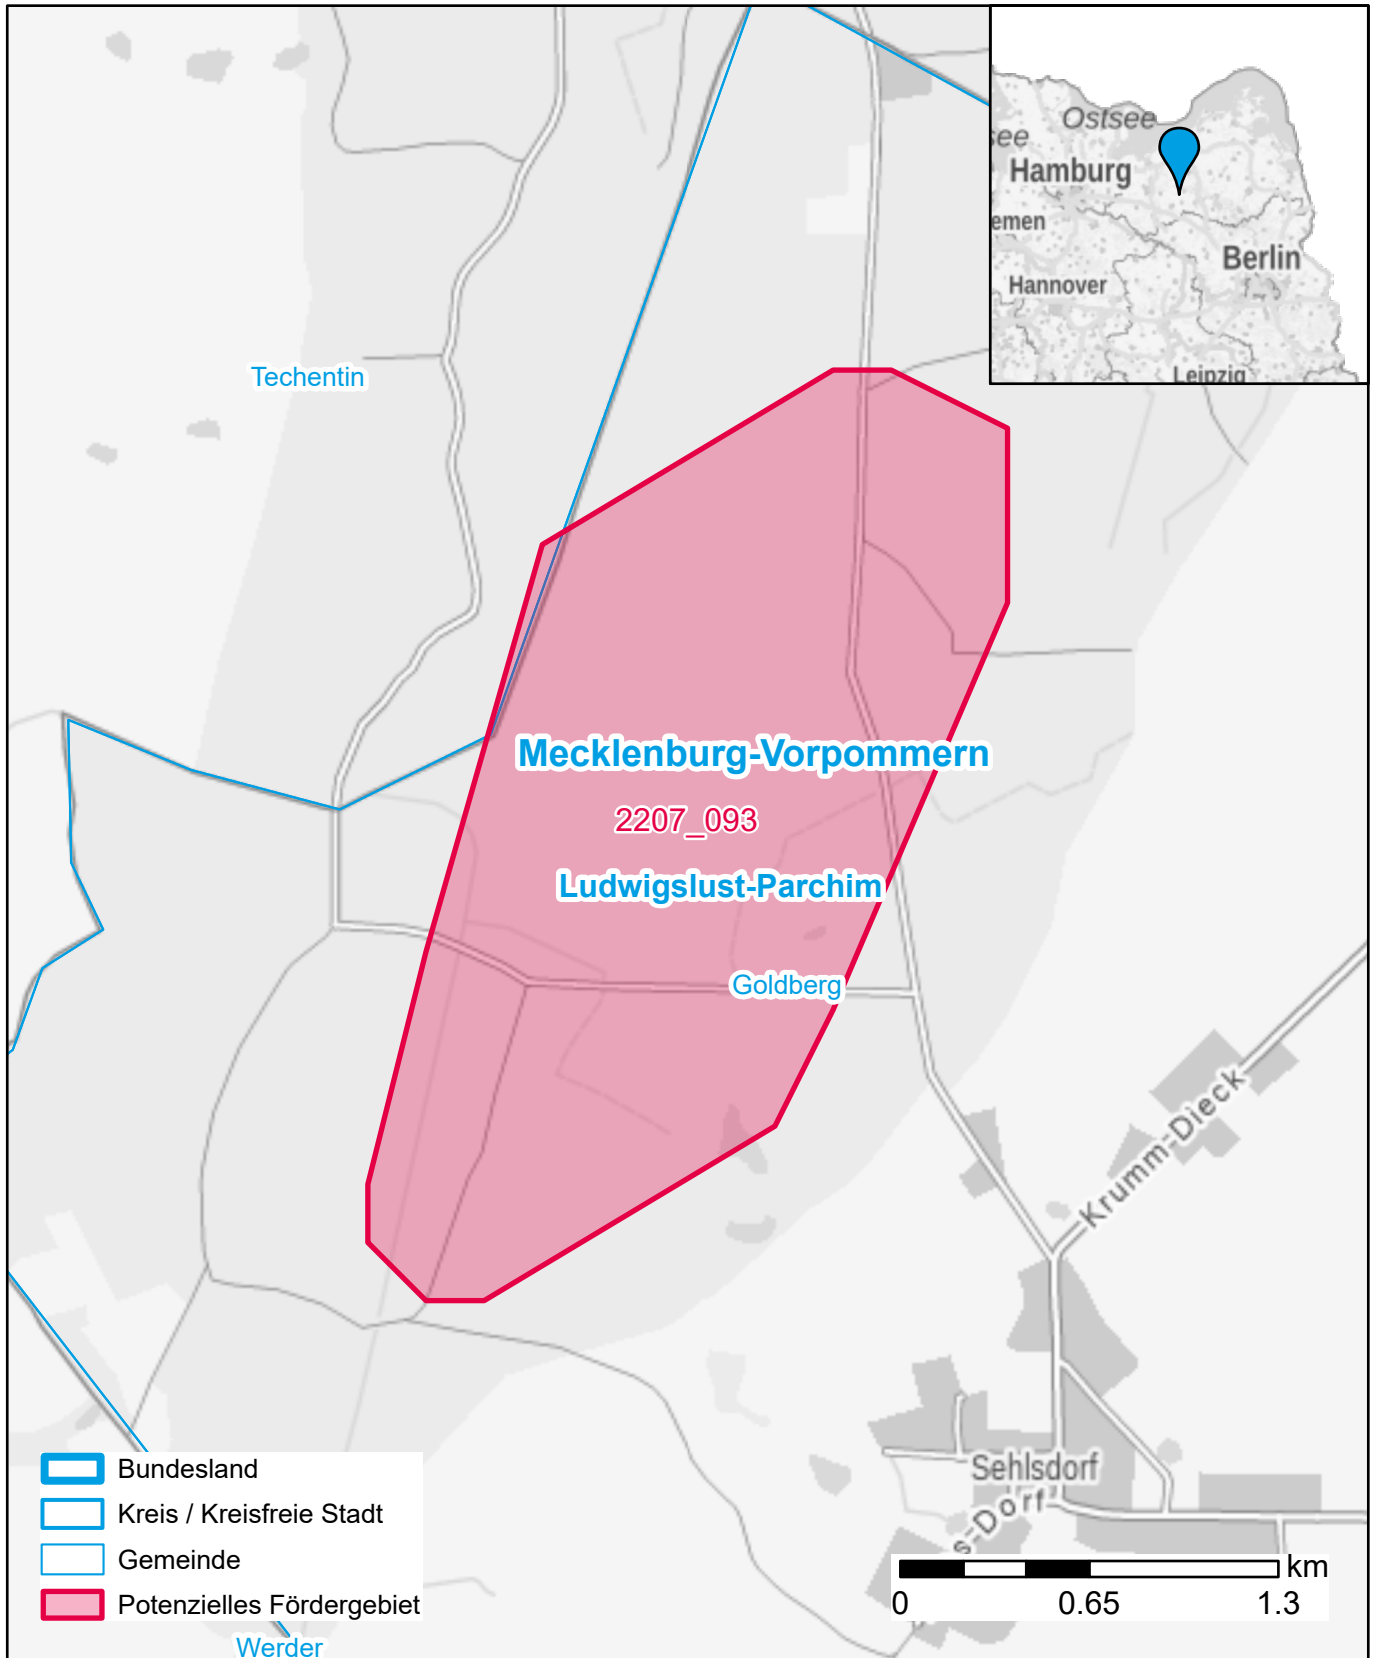 Ostsee
see
Hamburg
emen
Berlin
Hannover
Leipzig
Techentin
Mecklenburg-Vorpommern
2207_093
Ludwigslust-Parchim
Goldberg
Krumm-Dieck
Sehlsdorf
s-Dorf
Bundesland
Kreis / Kreisfreie Stadt
Gemeinde
Potenzielles Fördergebiet
km
0 0.65 1.3
Werder